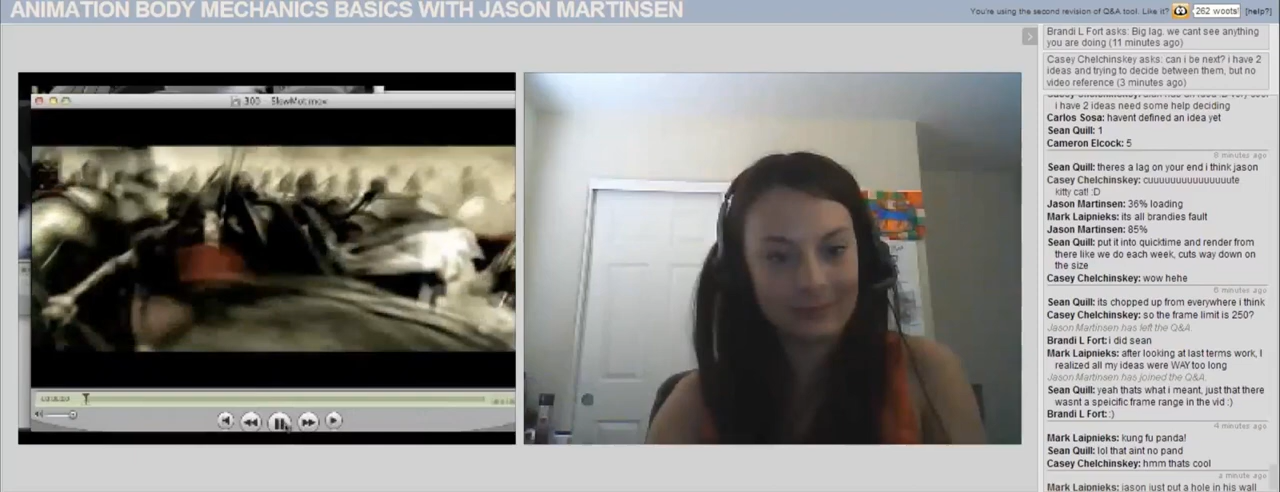 ANIMATION BODY MECHANICS BASICS WITH JASON MARTINSEN
You're using the second revision of Q&A tool. Like it?
262 woots!
[help?]
300
SlowMot.mov
Brandi L Fort asks: Big lag, we cant see anything
you are doing (11 minutes ago)
Casey Chelchinskey asks: can i be next? i have 2
ideas and trying to decide between them, but no
video reference (3 minutes ago)
i have 2 ideas need some help deciding
Carlos Sosa: havent defined an idea yet
Sean Quill: 1
Cameron Elcock: 5
minutes ago
Sean Quill: theres a lag on your end i think jason
Casey Chelchinskey: cuuuuuuuuuuuuuuute
kitty cat! :D
Jason Martinsen: 36% loading
Mark Laipnieks: its all brandies fault
Jason Martinsen: 85%
Sean Quill: put it into quicktime and render from
there like we do each week, cuts way down on
the size
Casey Chelchinskey: wow hehe
6 minutes ago
Sean Quill: its chopped up from everywhere i think
Casey Chelchinskey: so the frame limit is 250?
Jason Martinsen has left the Q&A.
Brandi L Fort: i did sean
Mark Laipnieks: after looking at last terms work, I
realized all my ideas were WAY too long
Jason Martinsen has joined the Q&A.
Sean Quill: yeah thats what i meant, just that there
wasnt a speicific frame range in the vid :)
Brandi L Fort: :)
4 minutes ago
Mark Laipnieks: kung fu panda!
Sean Quill: lol that aint no pand
Casey Chelchinskey: hmm thats cool
a minute ago
Mark Laipnieks: jason just put a hole in his wall